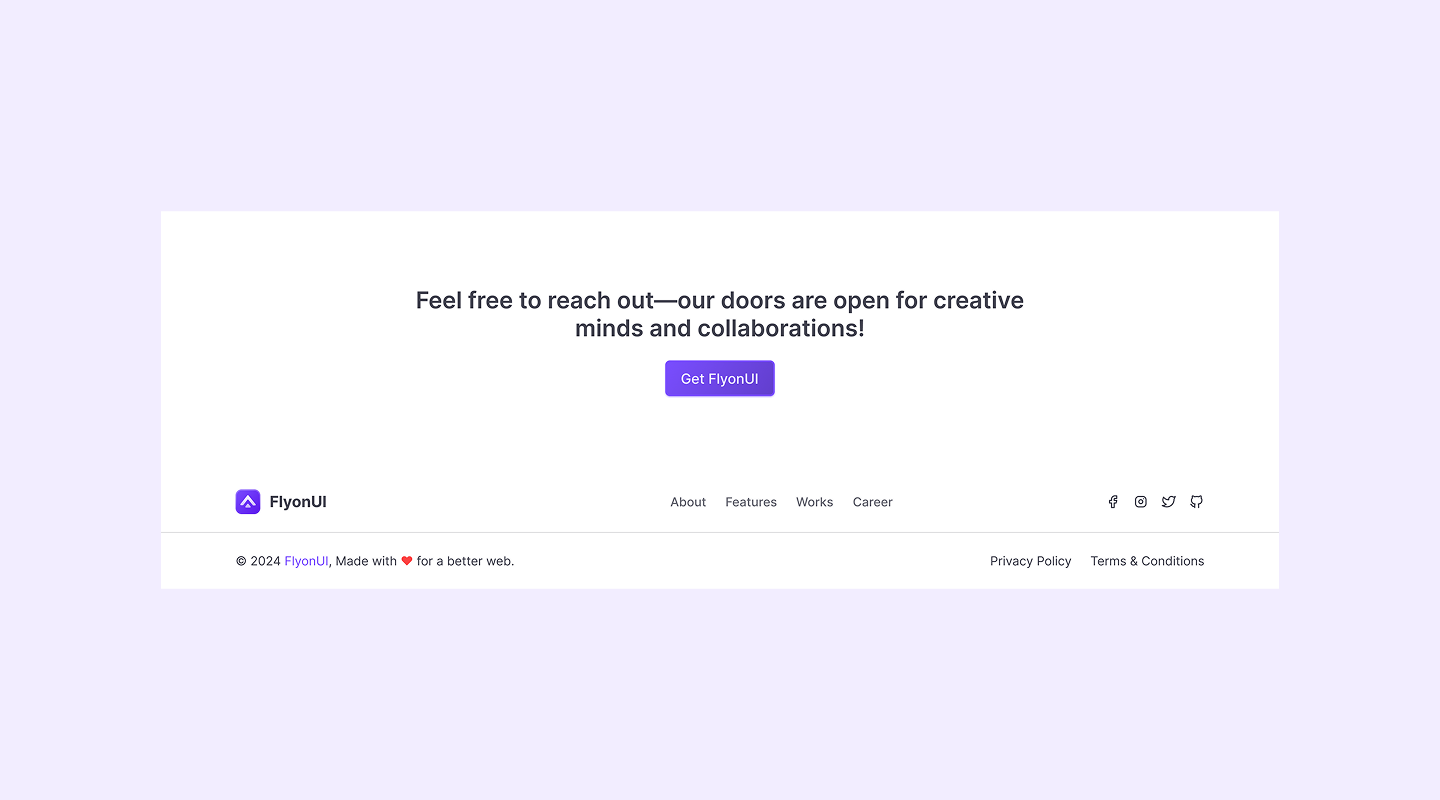 Feel free to reach out—our doors are open for creative
minds and collaborations!
Get FlyonUI
FlyonUI
About Features Works Career
© 2024 FlyonUI, Made with ❤ for a better web.
Privacy Policy Terms & Conditions